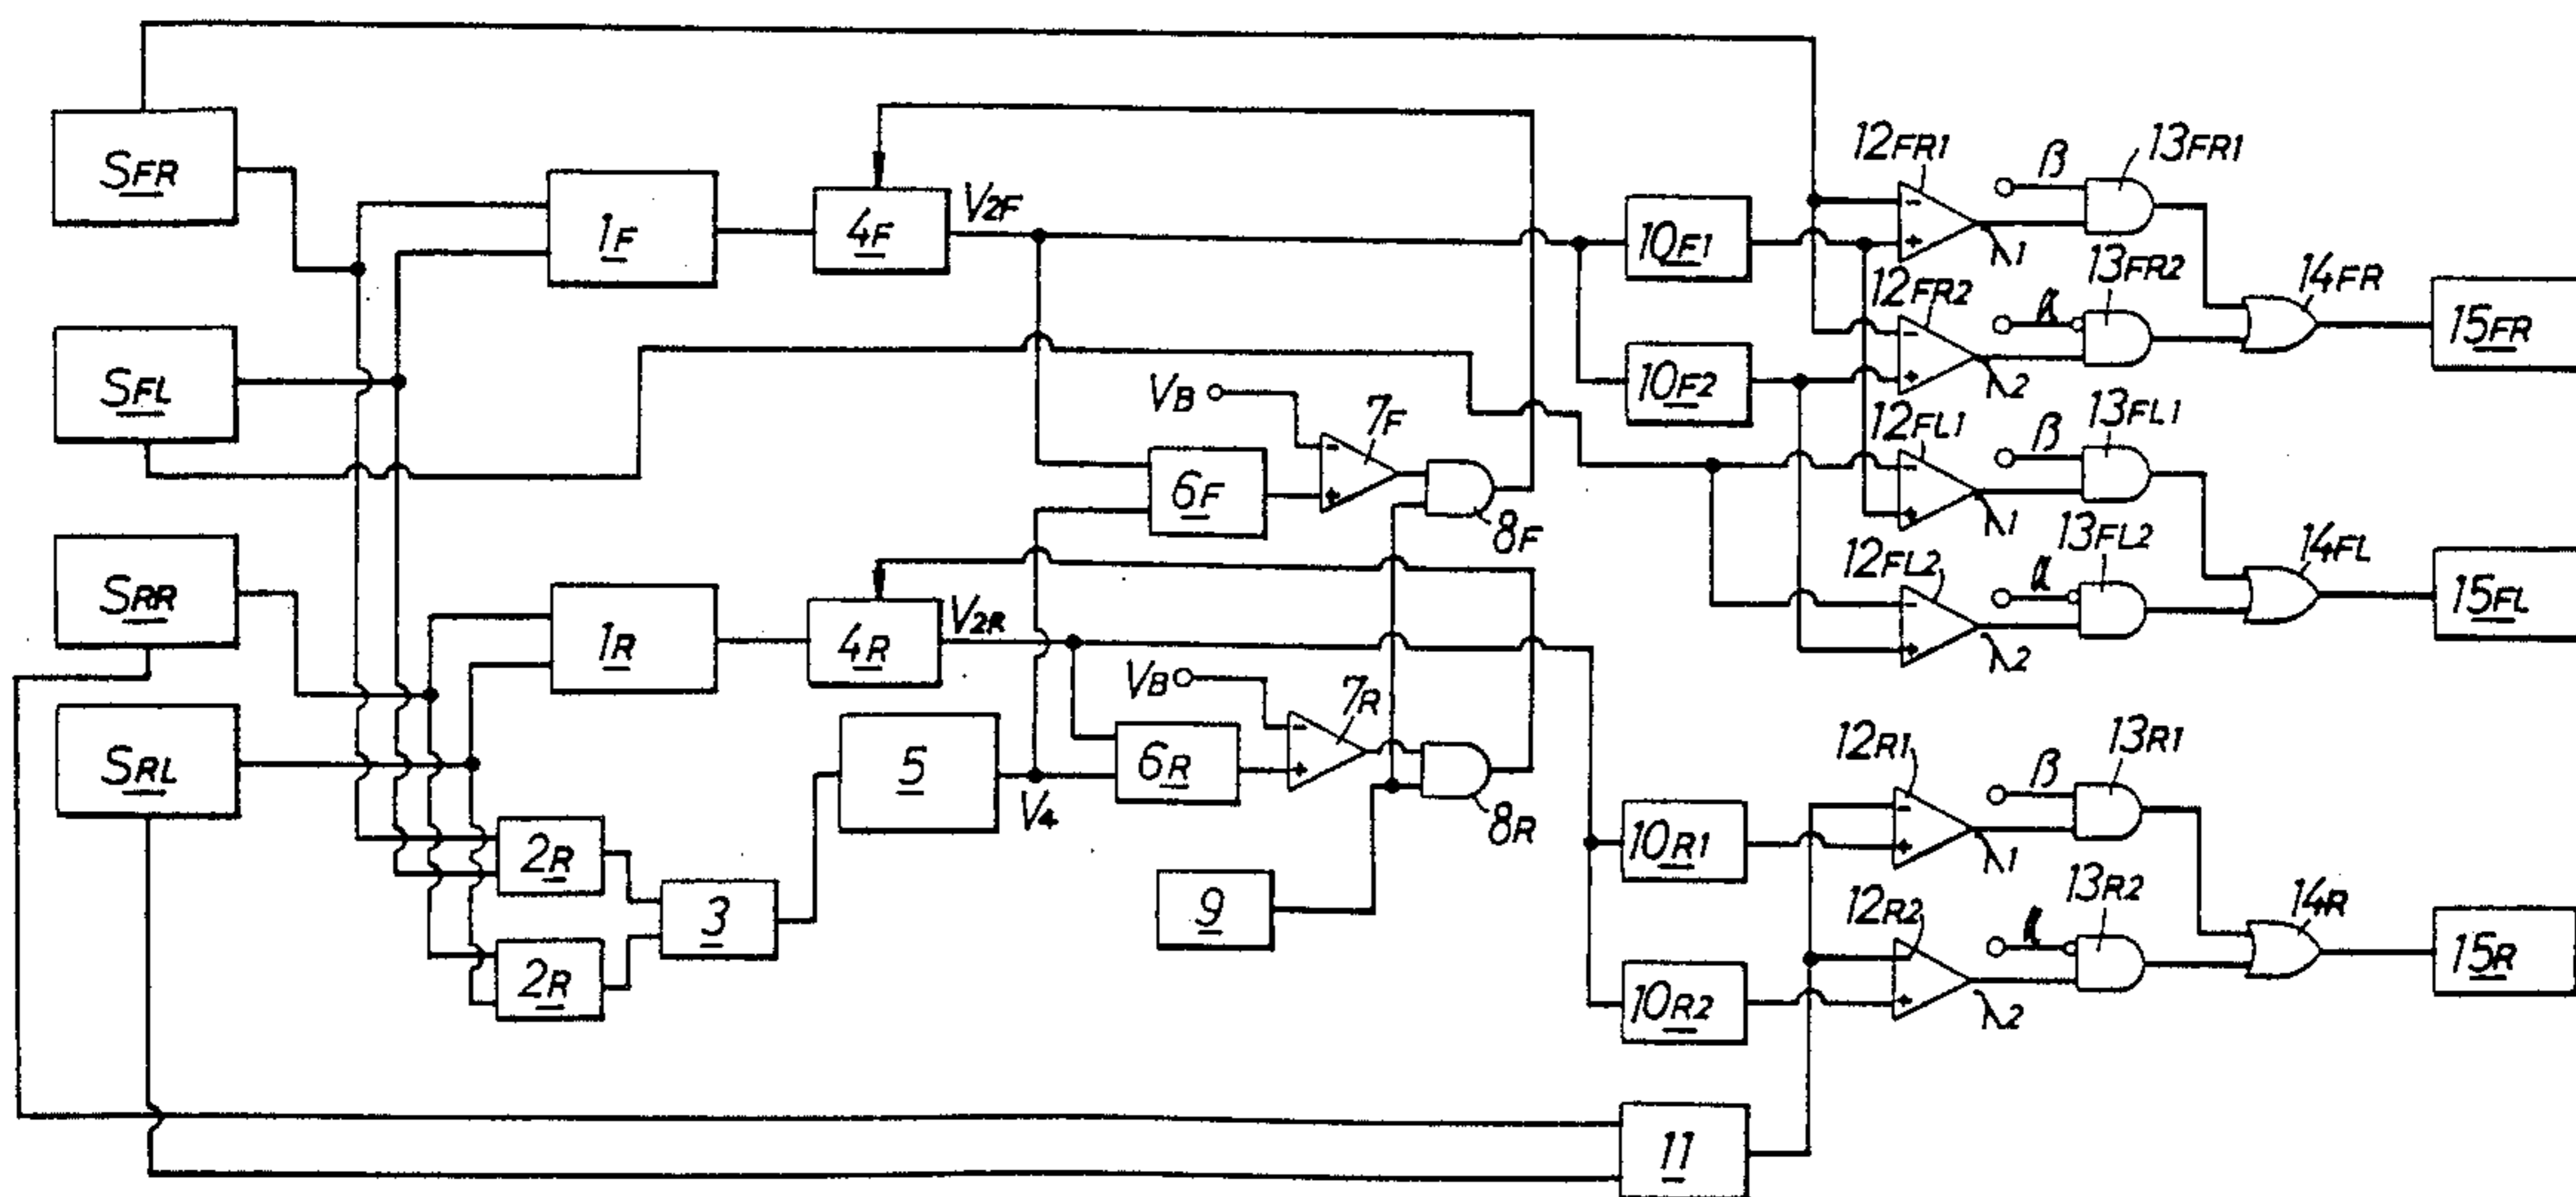 SFR
1F
4F
V2F
10F1
12FR1
β
13FR1
λ1
12FR2
α
13FR2
λ2
14FR
15FR
SFL
10F2
VB
7F
6F
8F
12FL1
β
13FL1
λ1
12FL2
α
13FL2
λ2
14FL
15FL
SRR
1R
4R
V2R
VB
7R
6R
8R
SRL
5
V4
2R
2R
3
9
10R1
12R1
β
13R1
λ1
10R2
12R2
α
13R2
λ2
14R
15R
11